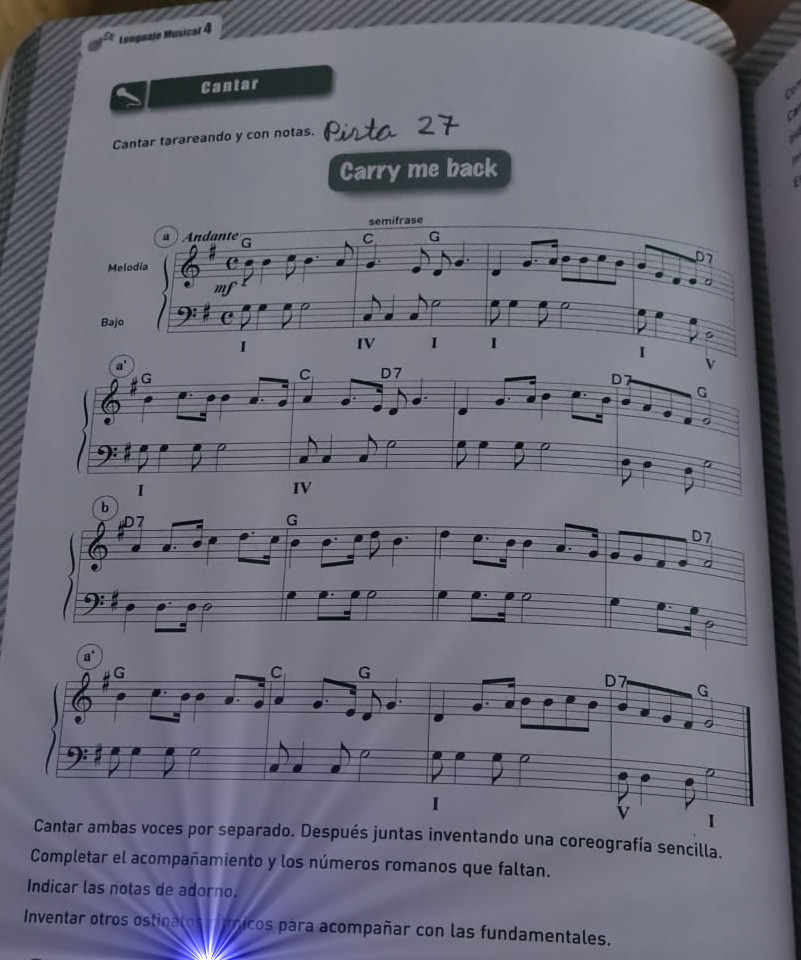 Lenguaje Musical 4
Cantar
Cantar tarareando y con notas. Pista 27
Carry me back
semifrase
a Andante G C G D7
Melodía
mf
Bajo
I IV I I I V
a' G C D7 D7 G
I IV
b D7 G D7
a' G C G D7 G
I V I
Cantar ambas voces por separado. Después juntas inventando una coreografía sencilla.
Completar el acompañamiento y los números romanos que faltan.
Indicar las notas de adorno.
Inventar otros ostinatos rítmicos para acompañar con las fundamentales.